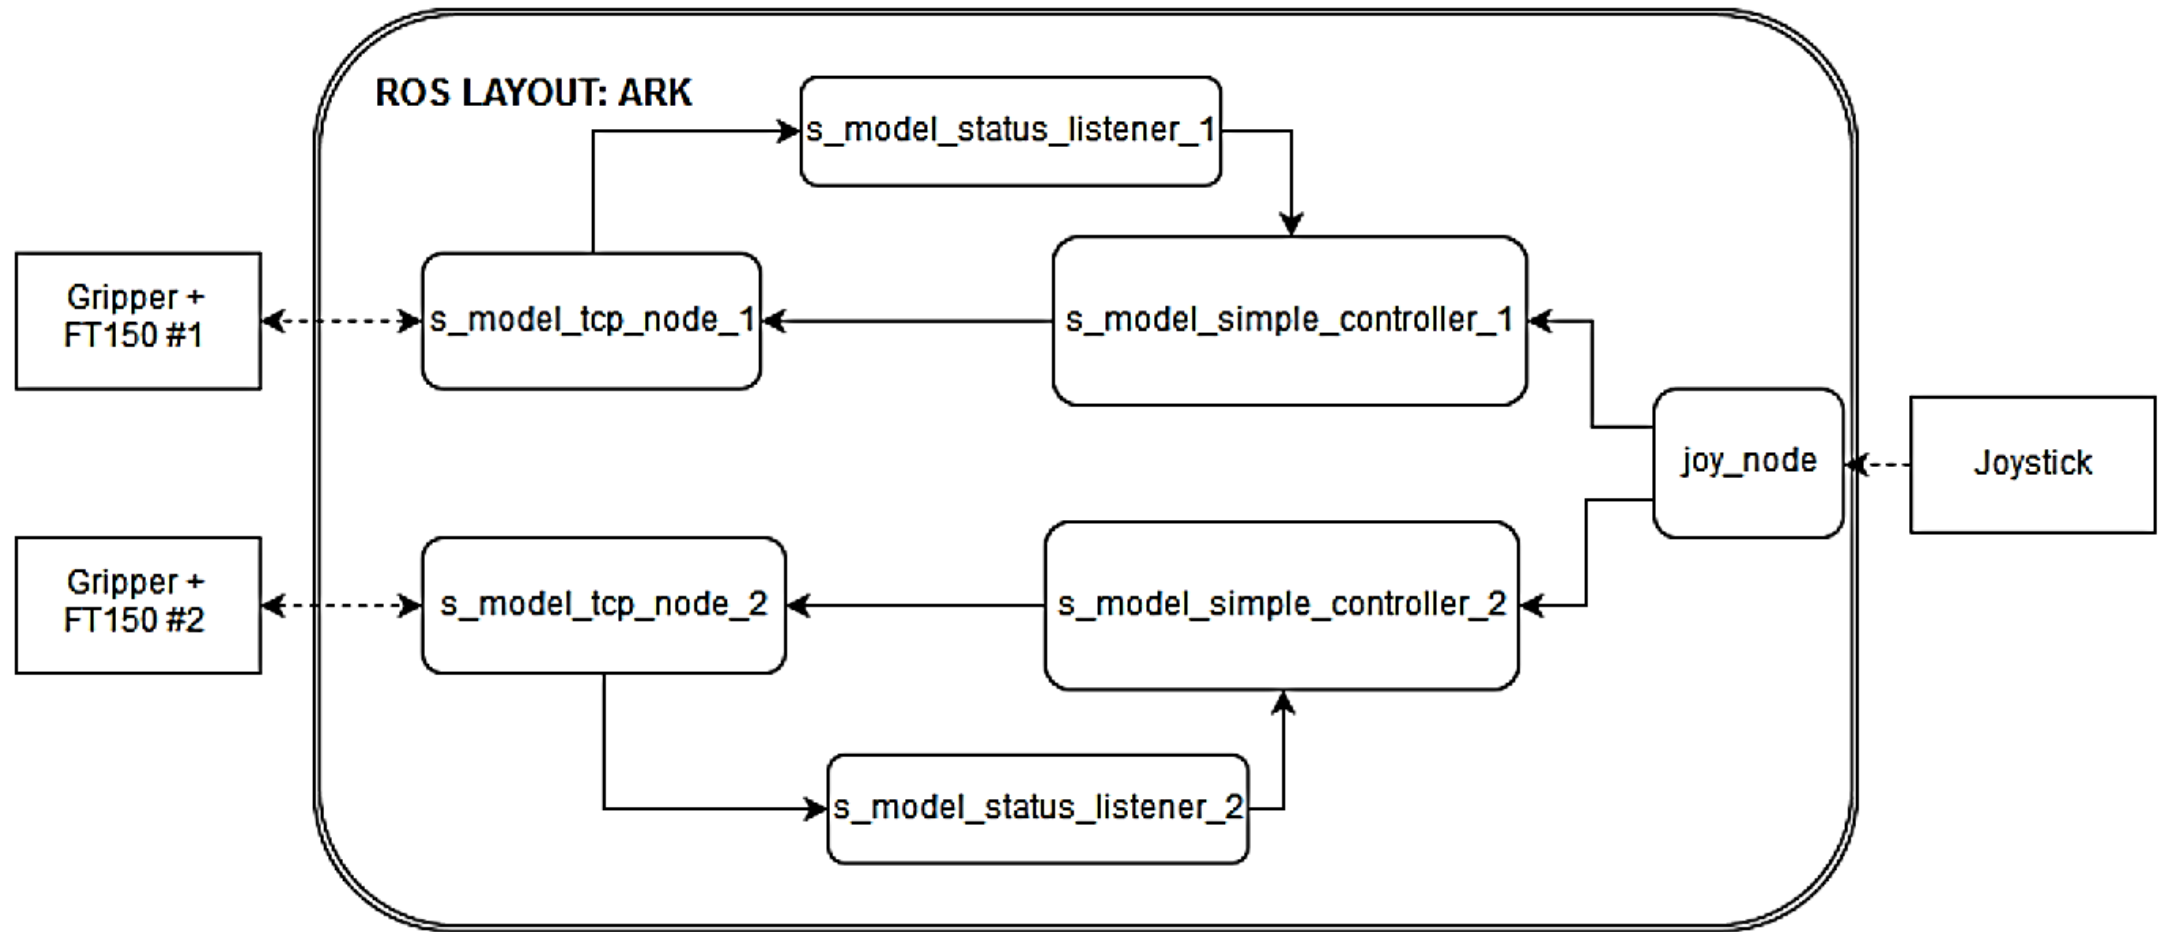 ROS LAYOUT: ARK
s_model_status_listener_1
Gripper +
FT150 #1
s_model_tcp_node_1
s_model_simple_controller_1
joy_node
Joystick
Gripper +
FT150 #2
s_model_tcp_node_2
s_model_simple_controller_2
s_model_status_listener_2